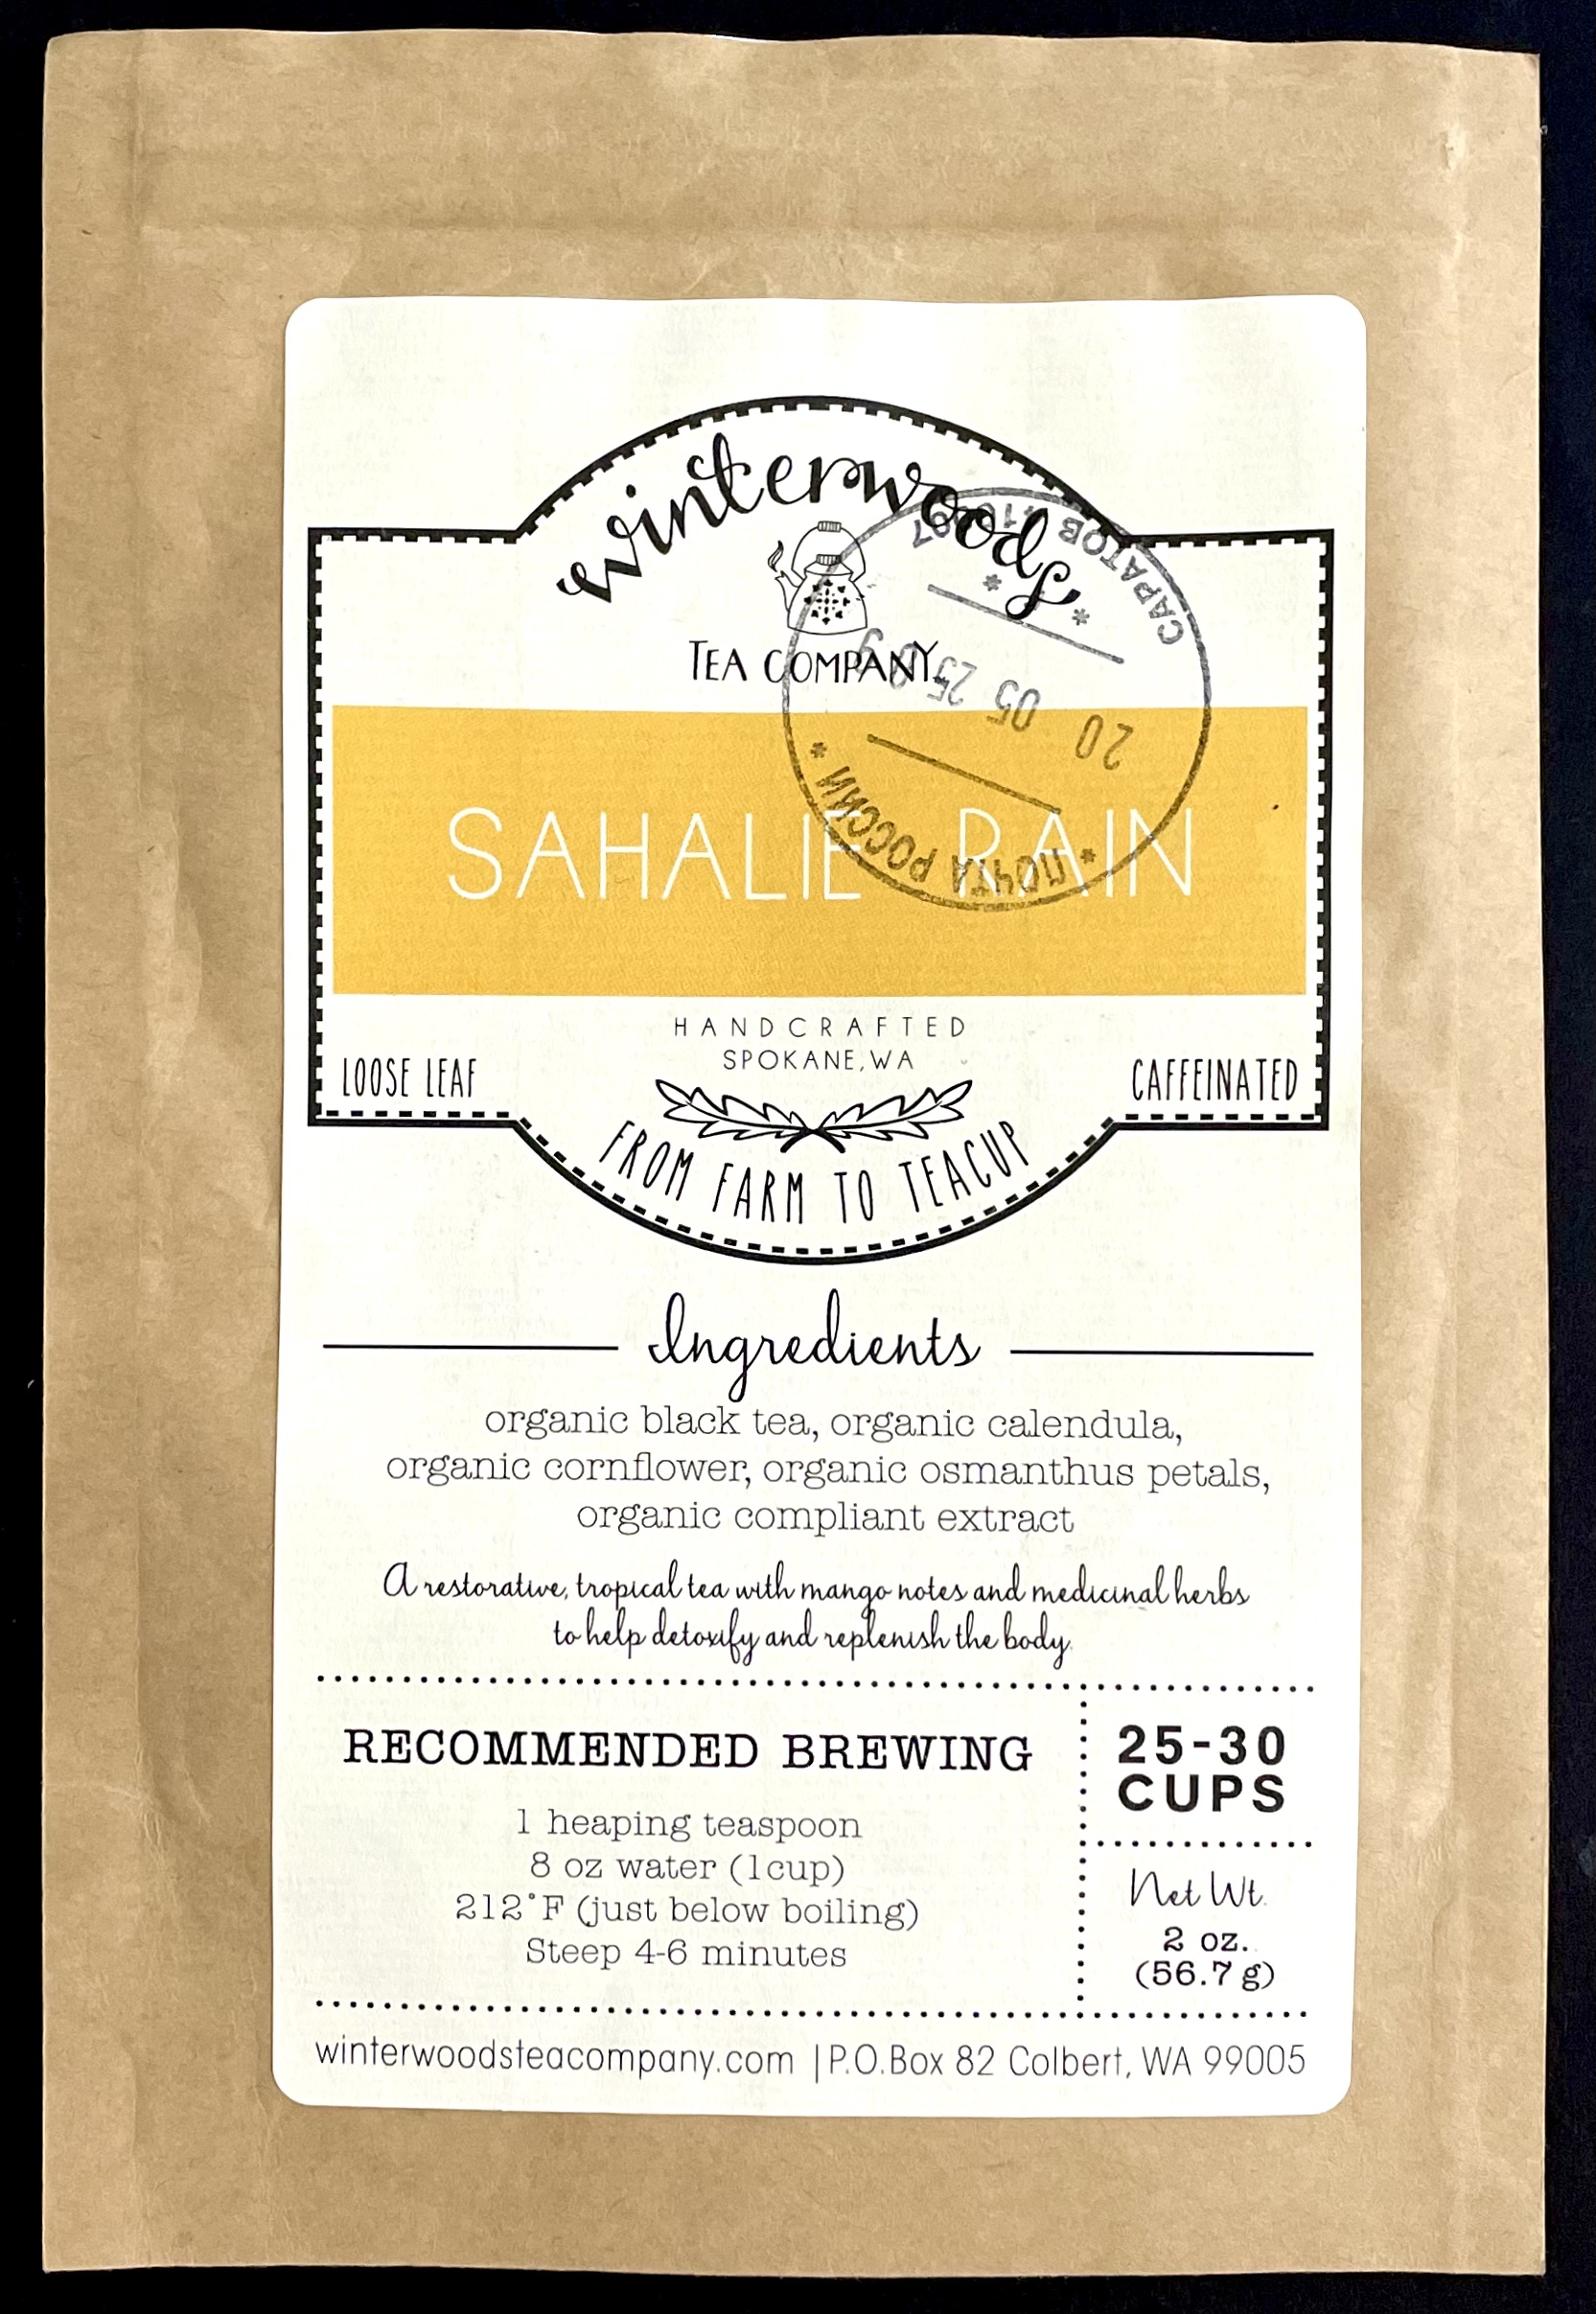 winterwoods
TEA COMPANY
SAHALIE RAIN
ПОЧТА РОССИИ
20 05 25
САРАТОВ
HANDCRAFTED
SPOKANE, WA
LOOSE LEAF
CAFFEINATED
FROM FARM TO TEACUP
Ingredients
organic black tea, organic calendula,
organic cornflower, organic osmanthus petals,
organic compliant extract
A restorative, tropical tea with mango notes and medicinal herbs
to help detoxify and replenish the body.
RECOMMENDED BREWING
1 heaping teaspoon
8 oz water (1cup)
212°F (just below boiling)
Steep 4-6 minutes
25-30
CUPS
Net Wt.
2 oz.
(56.7 g)
winterwoodsteacompany.com | P.O.Box 82 Colbert, WA 99005